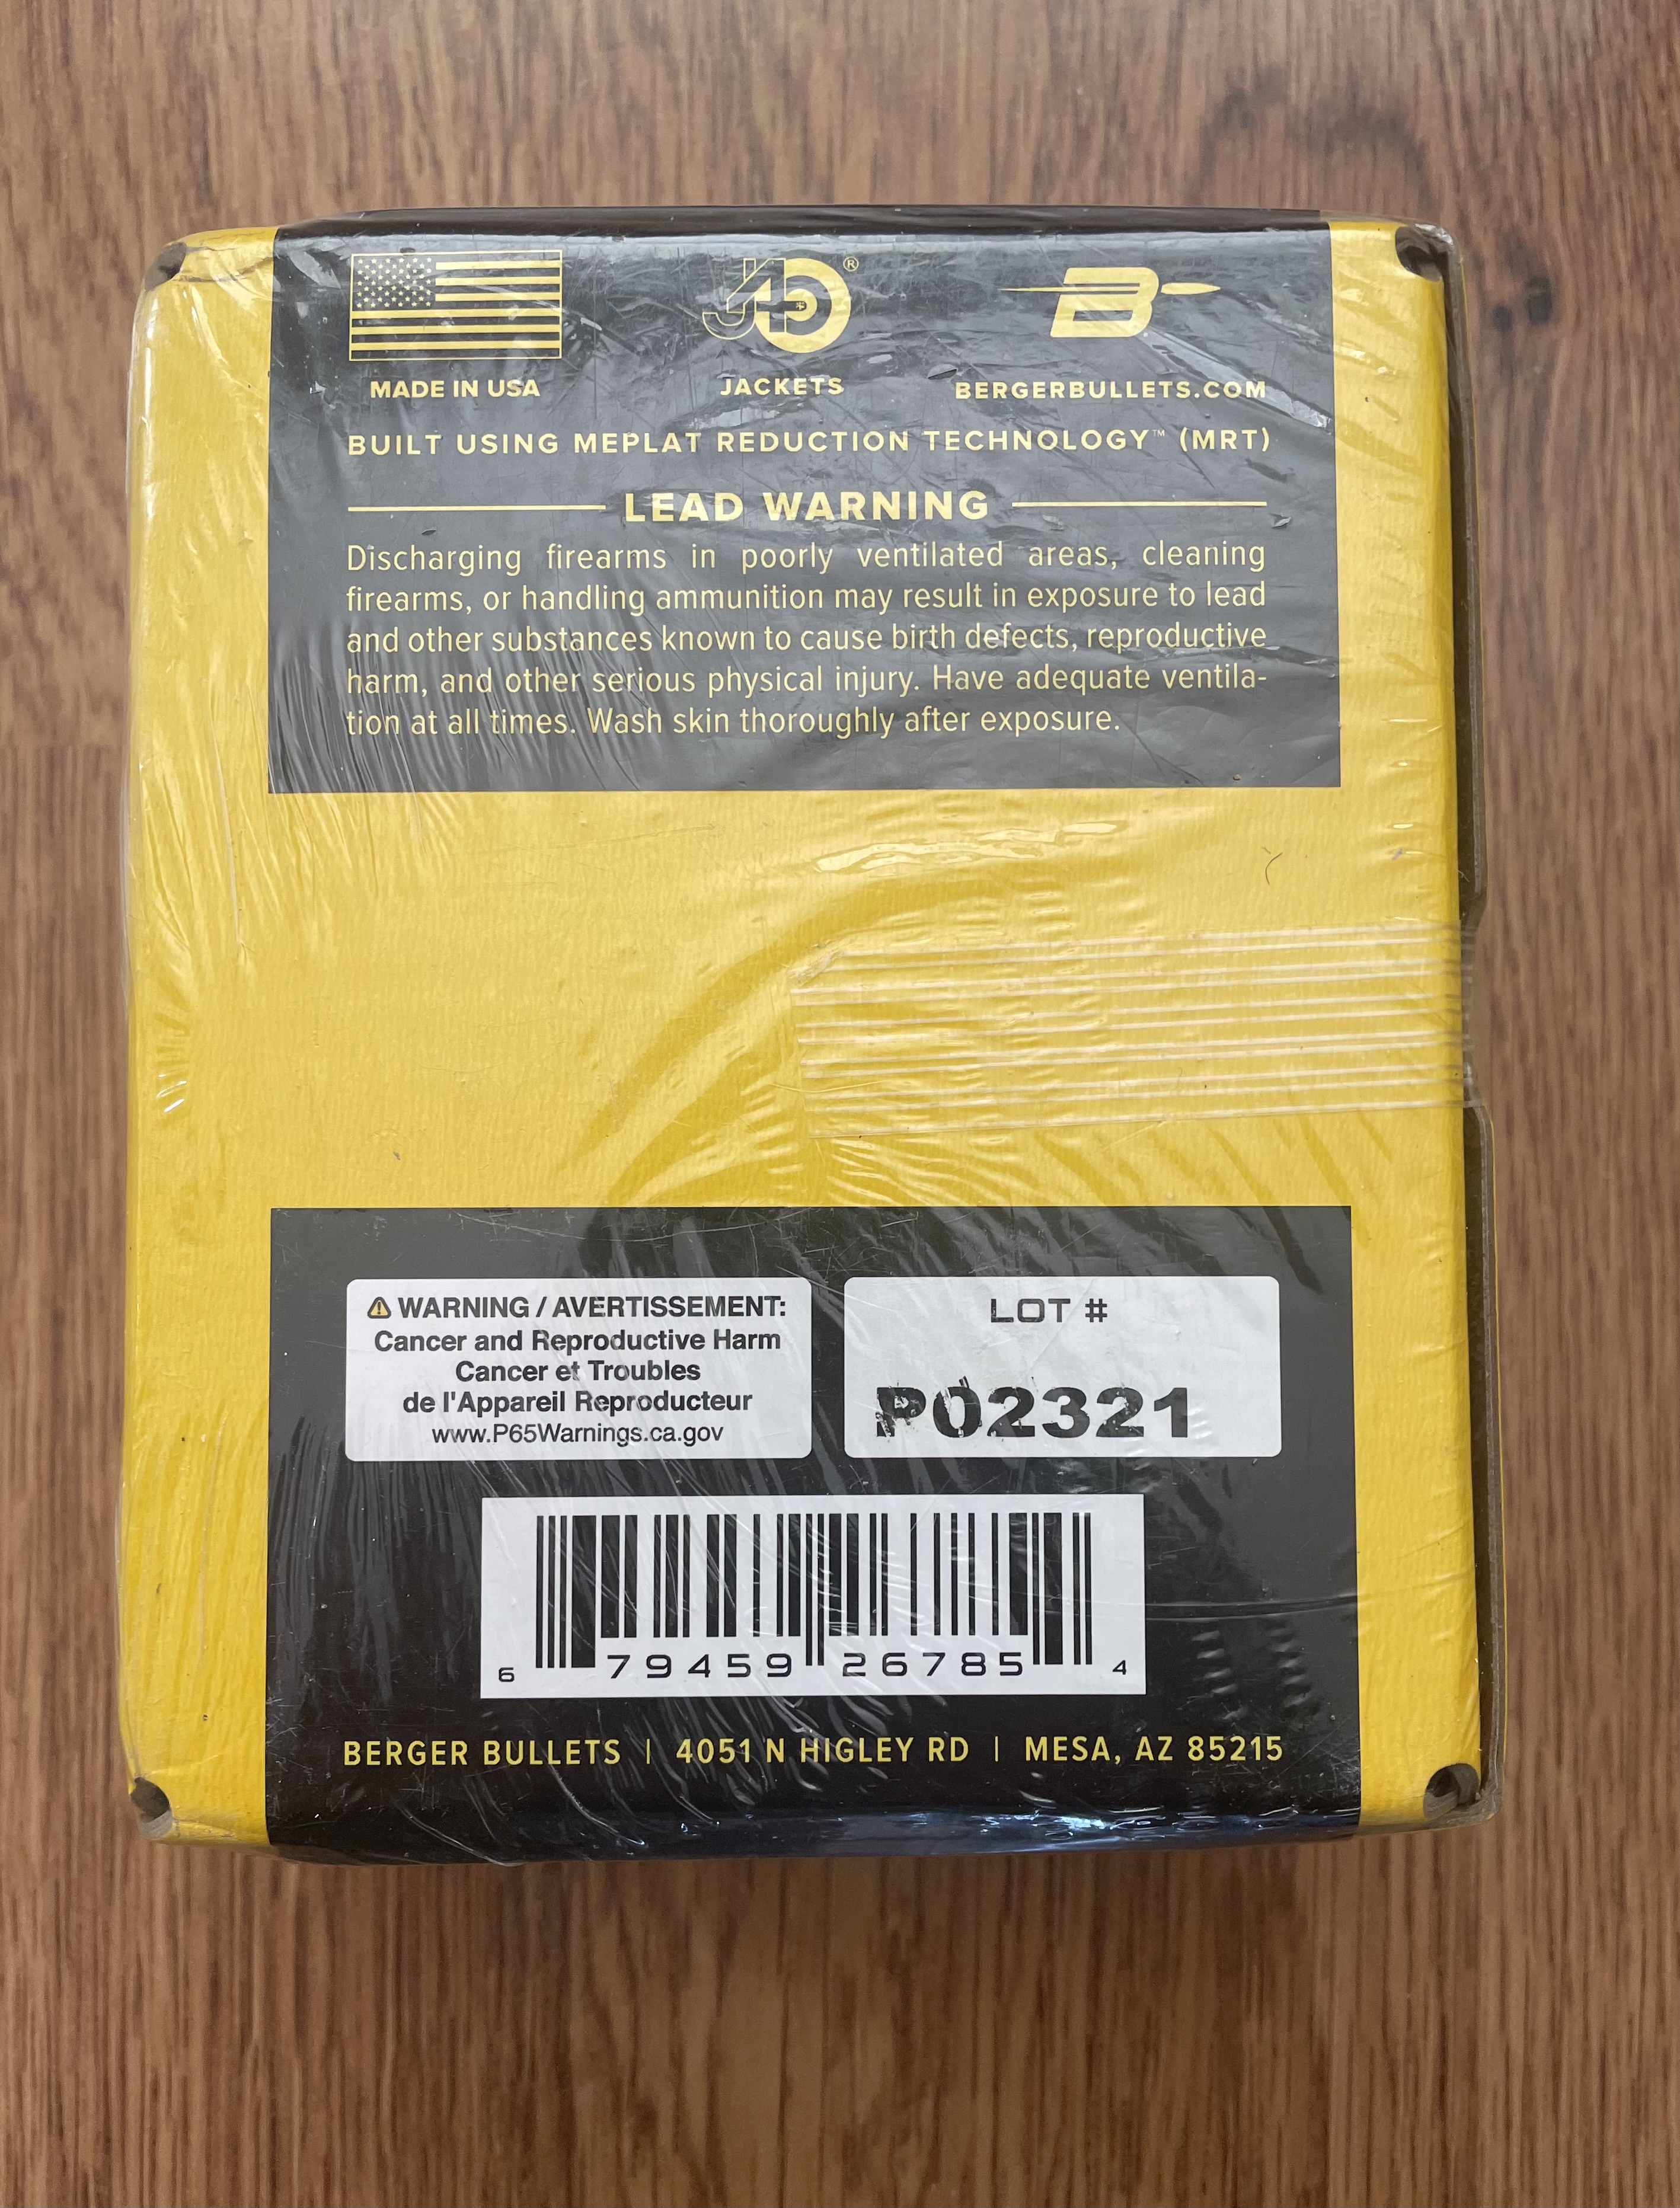 J4 ®
B
MADE IN USA
JACKETS
BERGERBULLETS.COM
BUILT USING MEPLAT REDUCTION TECHNOLOGY™ (MRT)
LEAD WARNING
Discharging firearms in poorly ventilated areas, cleaning
firearms, or handling ammunition may result in exposure to lead
and other substances known to cause birth defects, reproductive
harm, and other serious physical injury. Have adequate ventila-
tion at all times. Wash skin thoroughly after exposure.
WARNING / AVERTISSEMENT:
Cancer and Reproductive Harm
Cancer et Troubles
de l'Appareil Reproducteur
www.P65Warnings.ca.gov
LOT #
P02321
6 79459 26785 4
BERGER BULLETS | 4051 N HIGLEY RD | MESA, AZ 85215